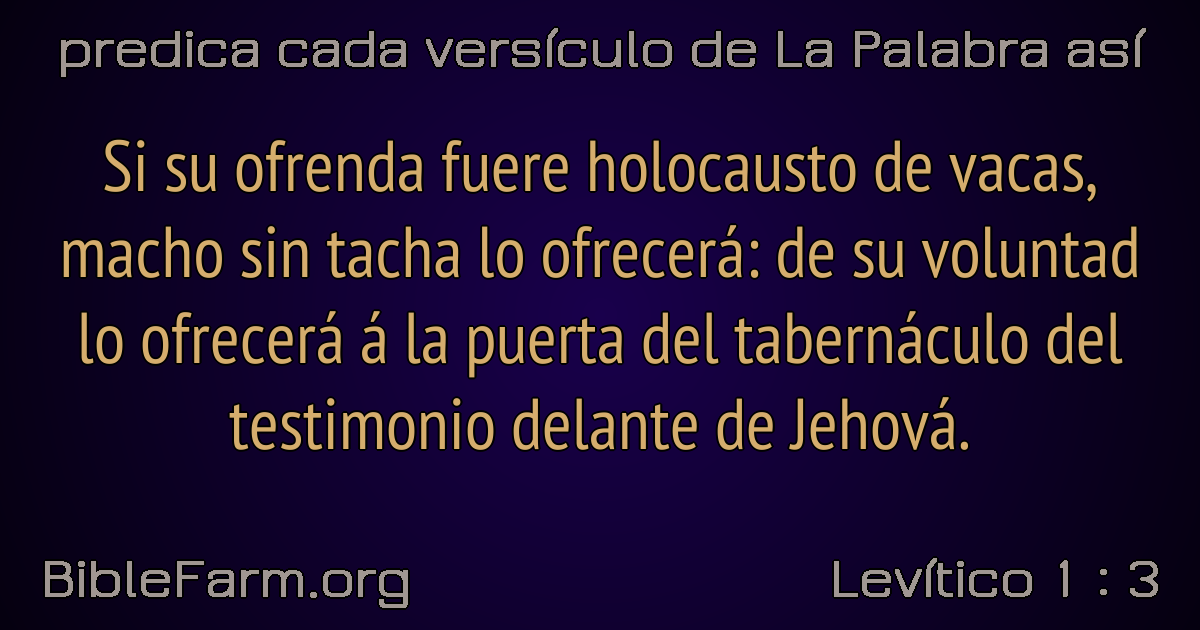 predica cada versículo de La Palabra así
Si su ofrenda fuere holocausto de vacas,
macho sin tacha lo ofrecerá: de su voluntad
lo ofrecerá á la puerta del tabernáculo del
testimonio delante de Jehová.
BibleFarm.org
Levítico 1 : 3